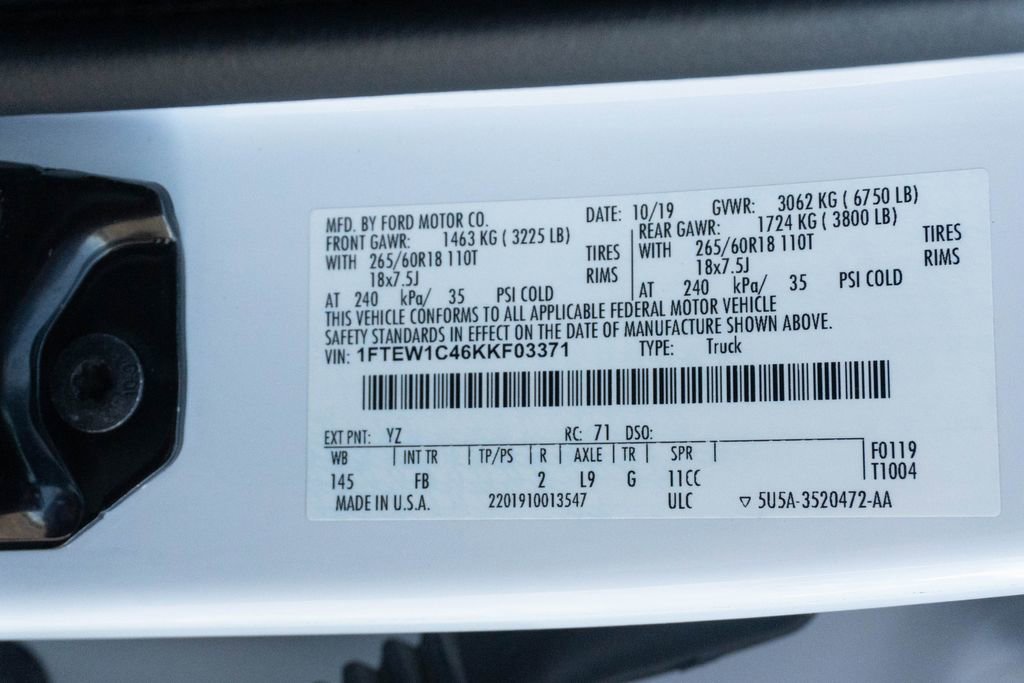 MFD. BY FORD MOTOR CO. DATE: 10/19 GVWR: 3062 KG ( 6750 LB)
FRONT GAWR: 1463 KG ( 3225 LB) REAR GAWR: 1724 KG ( 3800 LB)
WITH 265/60R18 110T TIRES WITH 265/60R18 110T TIRES
18x7.5J RIMS 18x7.5J RIMS
AT 240 kPa/ 35 PSI COLD AT 240 kPa/ 35 PSI COLD
THIS VEHICLE CONFORMS TO ALL APPLICABLE FEDERAL MOTOR VEHICLE
SAFETY STANDARDS IN EFFECT ON THE DATE OF MANUFACTURE SHOWN ABOVE.
VIN: 1FTEW1C46KKF03371 TYPE: Truck
EXT PNT: YZ RC: 71 DSO:
WB INT TR TP/PS R AXLE TR SPR F0119
145 FB 2 L9 G 11CC T1004
MADE IN U.S.A. 2201910013547 ULC ▽ 5U5A-3520472-AA